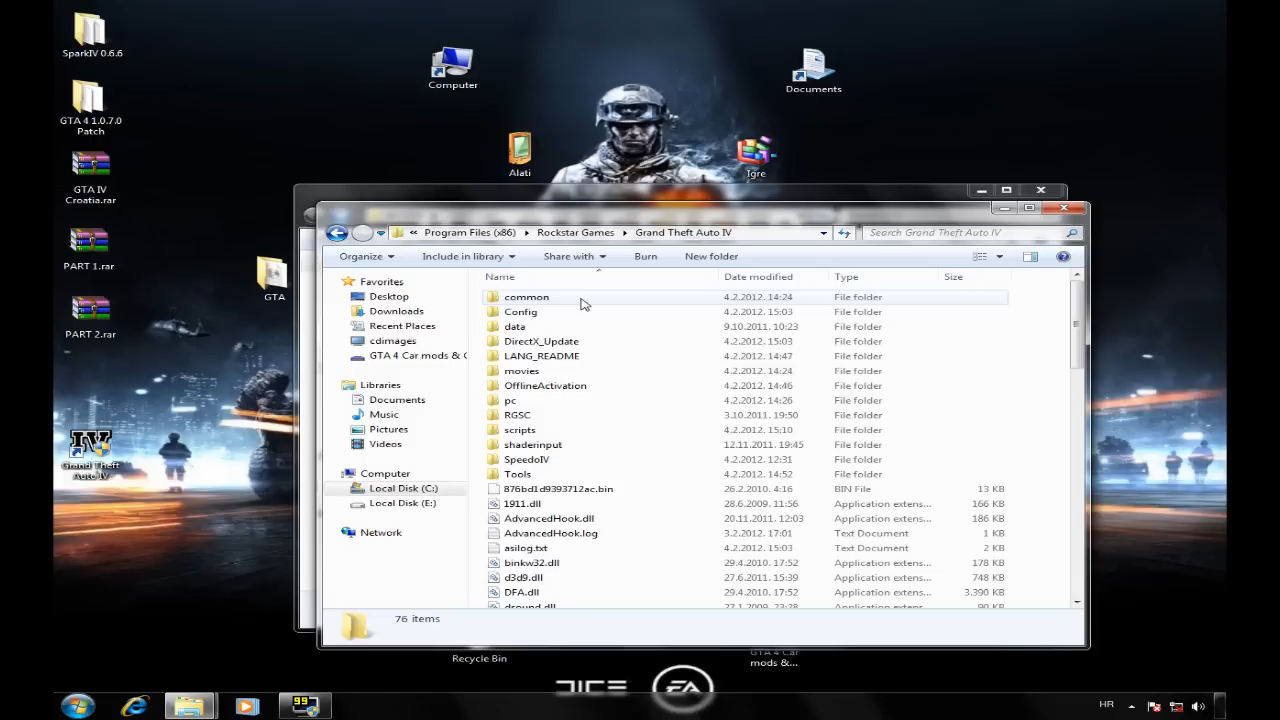 SparkIV 0.6.6
GTA 4 1.0.7.0
Patch
GTA IV
Croatia.rar
PART 1.rar
PART 2.rar
Grand Theft
Auto IV
GTA
Computer
Documents
Alati
Igre
« Program Files (x86) Rockstar Games Grand Theft Auto IV
Search Grand Theft Auto IV
Organize Include in library Share with Burn New folder
Favorites
Desktop
Downloads
Recent Places
cdimages
GTA 4 Car mods & C
Libraries
Documents
Music
Pictures
Videos
Computer
Local Disk (C:)
Local Disk (E:)
Network
Name Date modified Type Size
common 4.2.2012. 14:24 File folder
Config 4.2.2012. 15:03 File folder
data 9.10.2011. 10:23 File folder
DirectX_Update 4.2.2012. 15:03 File folder
LANG_README 4.2.2012. 14:47 File folder
movies 4.2.2012. 14:24 File folder
OfflineActivation 4.2.2012. 14:46 File folder
pc 4.2.2012. 14:26 File folder
RGSC 3.10.2011. 19:50 File folder
scripts 4.2.2012. 15:10 File folder
shaderinput 12.11.2011. 19:45 File folder
SpeedoIV 4.2.2012. 12:31 File folder
Tools 4.2.2012. 14:52 File folder
876bd1d9393712ac.bin 26.2.2010. 4:16 BIN File 13 KB
1911.dll 28.6.2009. 11:56 Application extens... 166 KB
AdvancedHook.dll 20.11.2011. 12:03 Application extens... 186 KB
AdvancedHook.log 3.2.2012. 17:01 Text Document 1 KB
asilog.txt 4.2.2012. 15:03 Text Document 2 KB
binkw32.dll 29.4.2010. 17:52 Application extens... 178 KB
d3d9.dll 27.6.2011. 15:39 Application extens... 748 KB
DFA.dll 29.4.2010. 17:52 Application extens... 3.390 KB
dround.dll 27.1.2009. 23:28 Application extens... 90 KB
76 items
Recycle Bin
GTA 4 Car
mods &...
DICE EA
99
HR